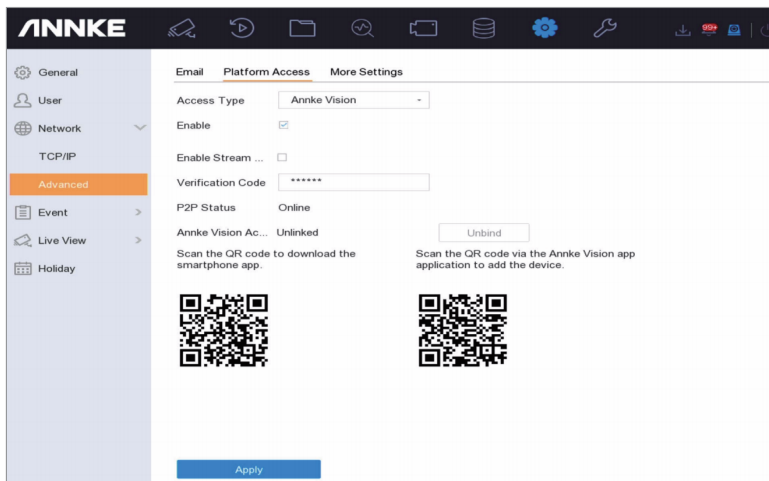 ANNKE
99+
General
User
Network
TCP/IP
Advanced
Event
Live View
Holiday
Email Platform Access More Settings
Access Type Annke Vision
Enable
Enable Stream ...
Verification Code ******
P2P Status Online
Annke Vision Ac... Unlinked Unbind
Scan the QR code to download the
smartphone app.
Scan the QR code via the Annke Vision app
application to add the device.
Apply